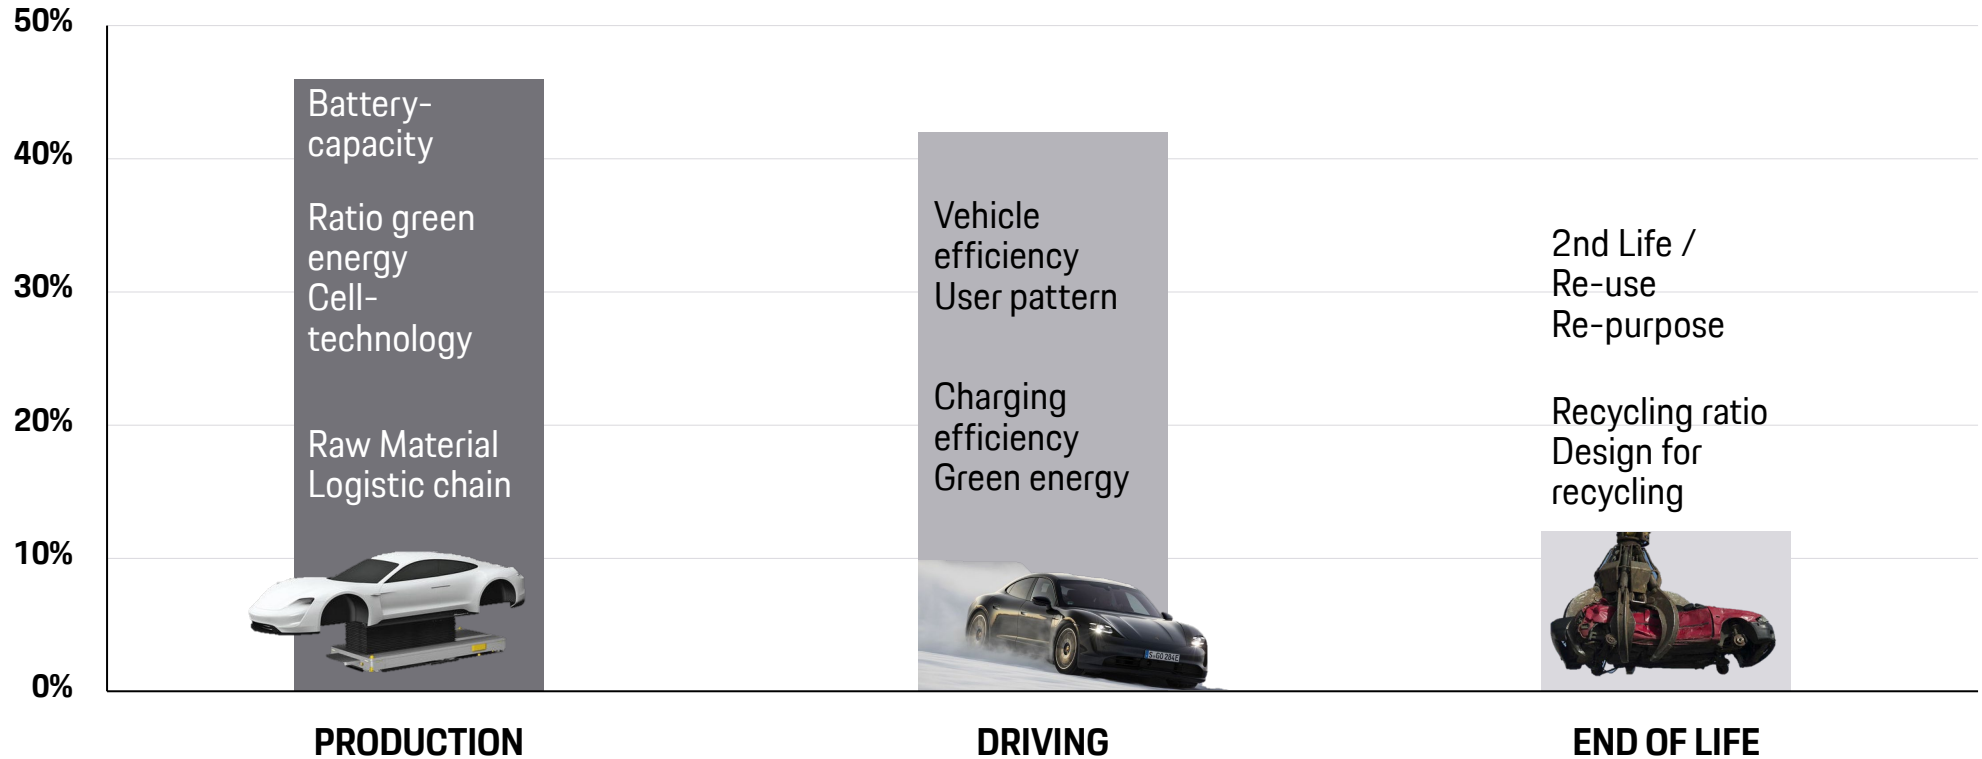 50%
40%
30%
20%
10%
0%
Battery-
capacity
Ratio green
energy
Cell-
technology
Raw Material
Logistic chain
Vehicle
efficiency
User pattern
Charging
efficiency
Green energy
S·GO 284E
2nd Life /
Re-use
Re-purpose
Recycling ratio
Design for
recycling
PRODUCTION
DRIVING
END OF LIFE